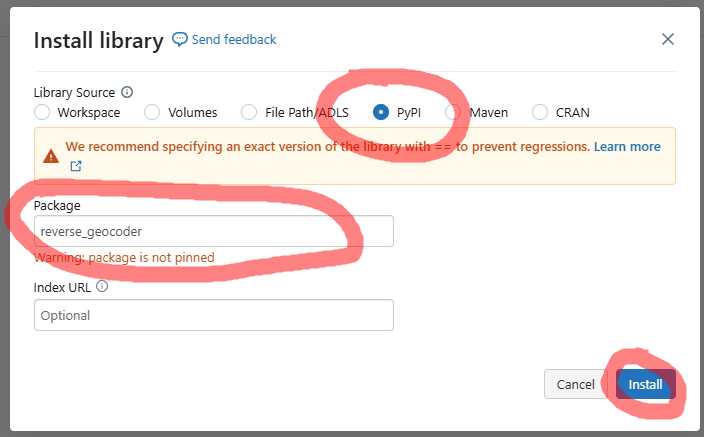 Install library Send feedback
Library Source
Workspace Volumes File Path/ADLS PyPI Maven CRAN
We recommend specifying an exact version of the library with == to prevent regressions. Learn more
Package
reverse_geocoder
Warning: package is not pinned
Index URL
Optional
Cancel Install